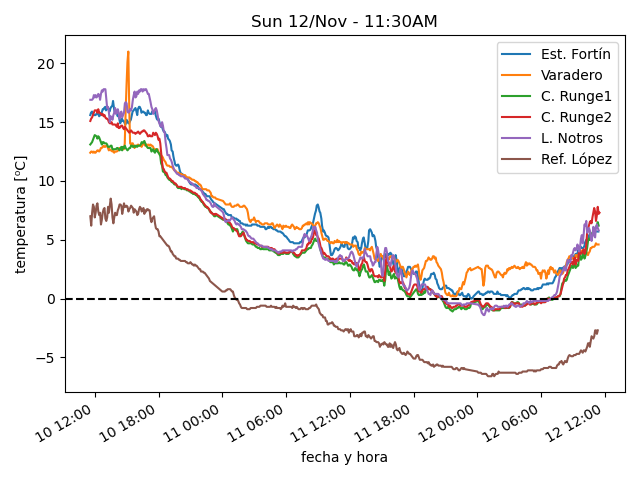 Sun 12/Nov - 11:30AM
temperatura [°C]
20
15
10
5
0
−5
Est. Fortín
Varadero
C. Runge1
C. Runge2
L. Notros
Ref. López
10 12:00
10 18:00
11 00:00
11 06:00
11 12:00
11 18:00
12 00:00
12 06:00
12 12:00
fecha y hora